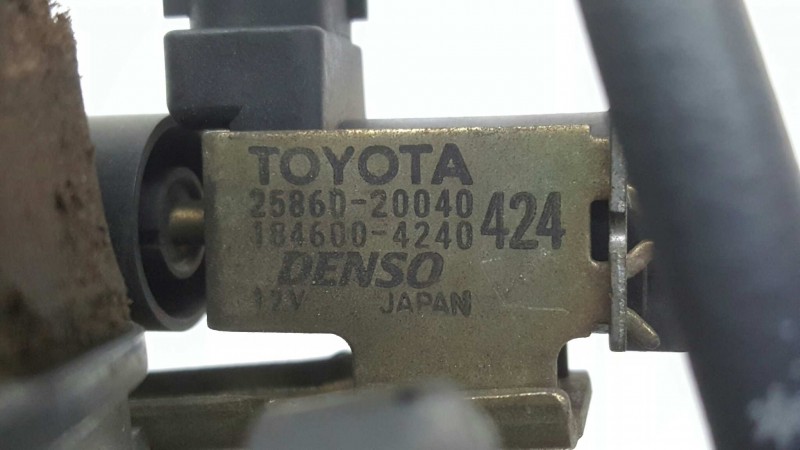 TOYOTA
25860-20040
184600-4240 424
DENSO
12V JAPAN